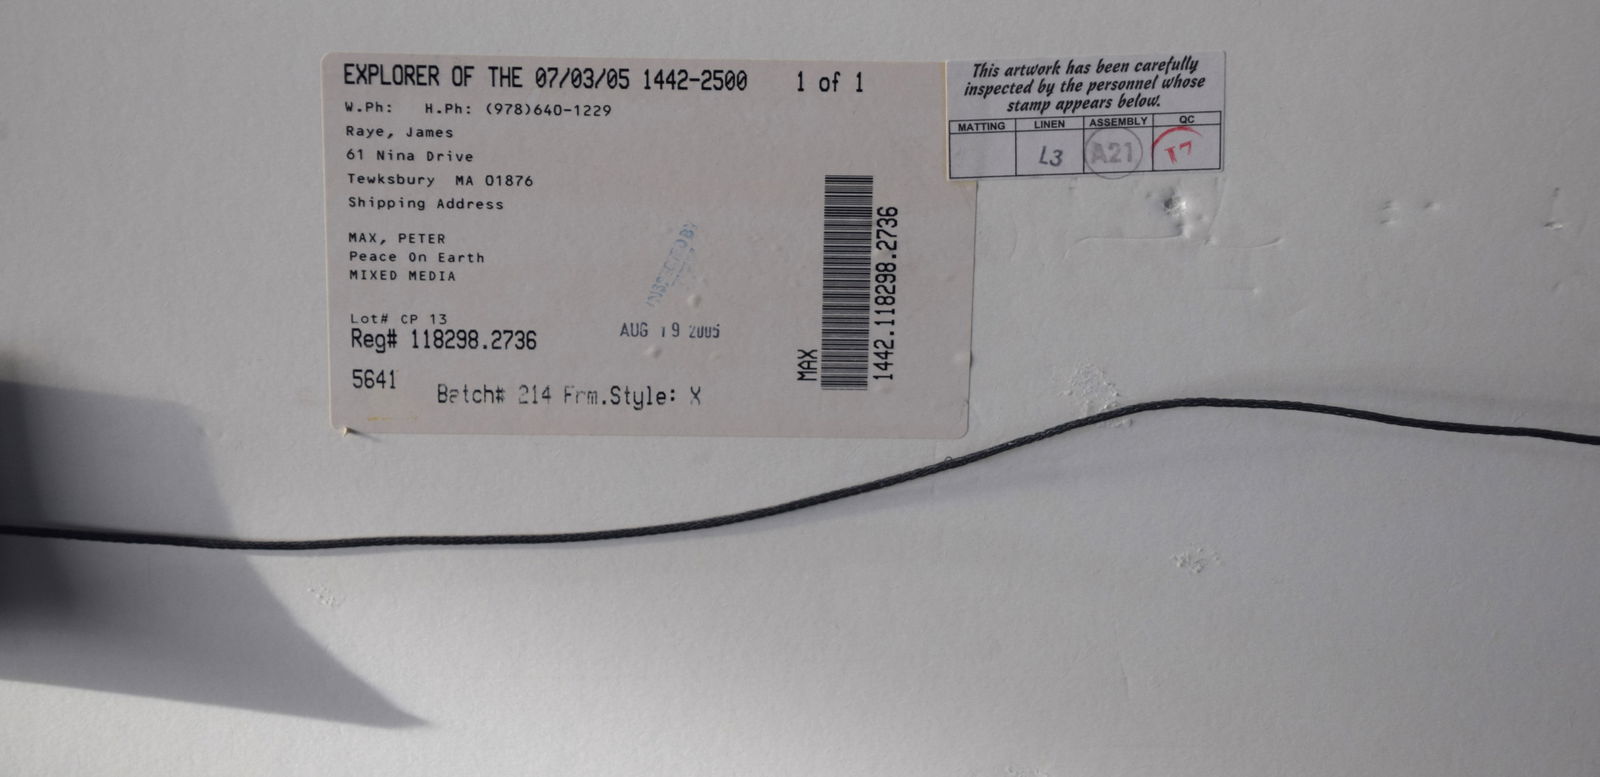 EXPLORER OF THE 07/03/05 1442-2500 1 of 1
W.Ph: H.Ph: (978)640-1229
Raye, James
61 Nina Drive
Tewksbury MA 01876
Shipping Address
MAX, PETER
Peace On Earth
MIXED MEDIA
Lot# CP 13
Reg# 118298.2736
5641
Batch# 214 Frm.Style: X
INSPECTED BY
AUG 19 2005
MAX
1442.118298.2736
This artwork has been carefully
inspected by the personnel whose
stamp appears below.
MATTING LINEN ASSEMBLY QC
L3 A21